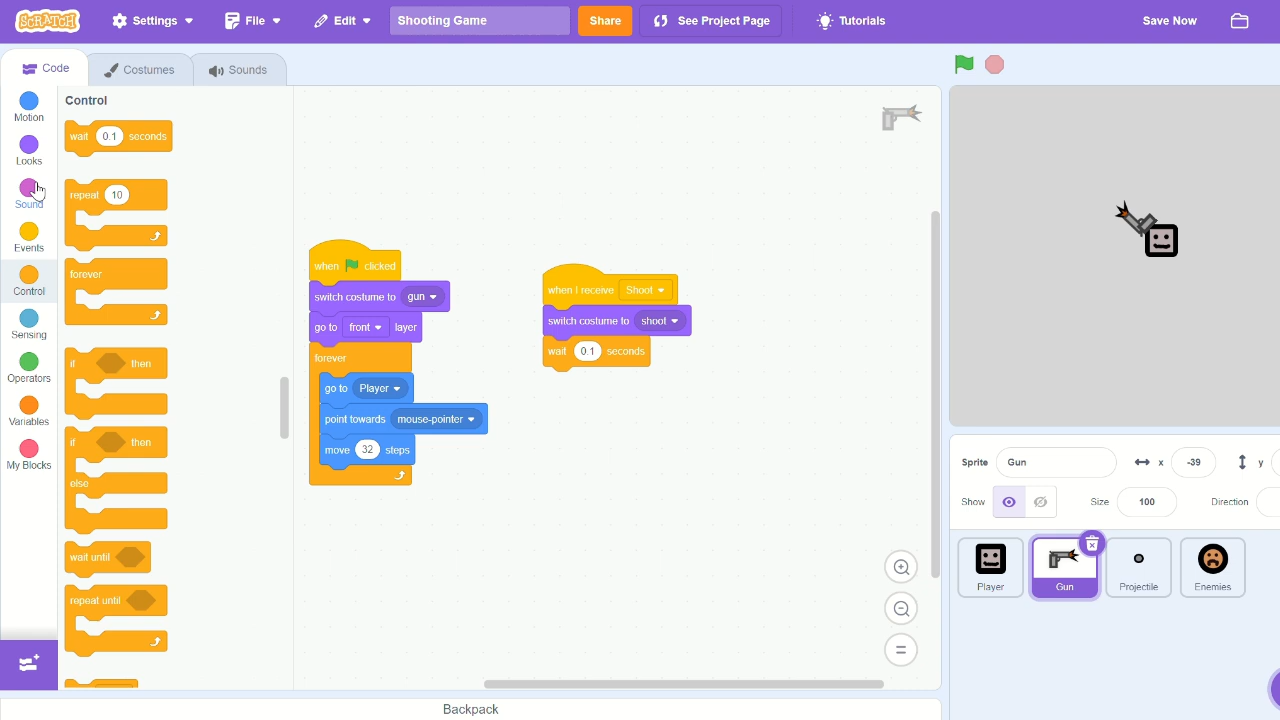 SCRATCH Settings File Edit Shooting Game Share See Project Page Tutorials Save Now
Code Costumes Sounds
Motion
Looks
Sound
Events
Control
Sensing
Operators
Variables
My Blocks
Control
wait 0.1 seconds
repeat 10
forever
if then
if then
else
wait until
repeat until
when clicked
switch costume to gun
go to front layer
forever
go to Player
point towards mouse-pointer
move 32 steps
when I receive Shoot
switch costume to shoot
wait 0.1 seconds
Sprite Gun x -39 y
Show Size 100 Direction
Player Gun Projectile Enemies
Backpack